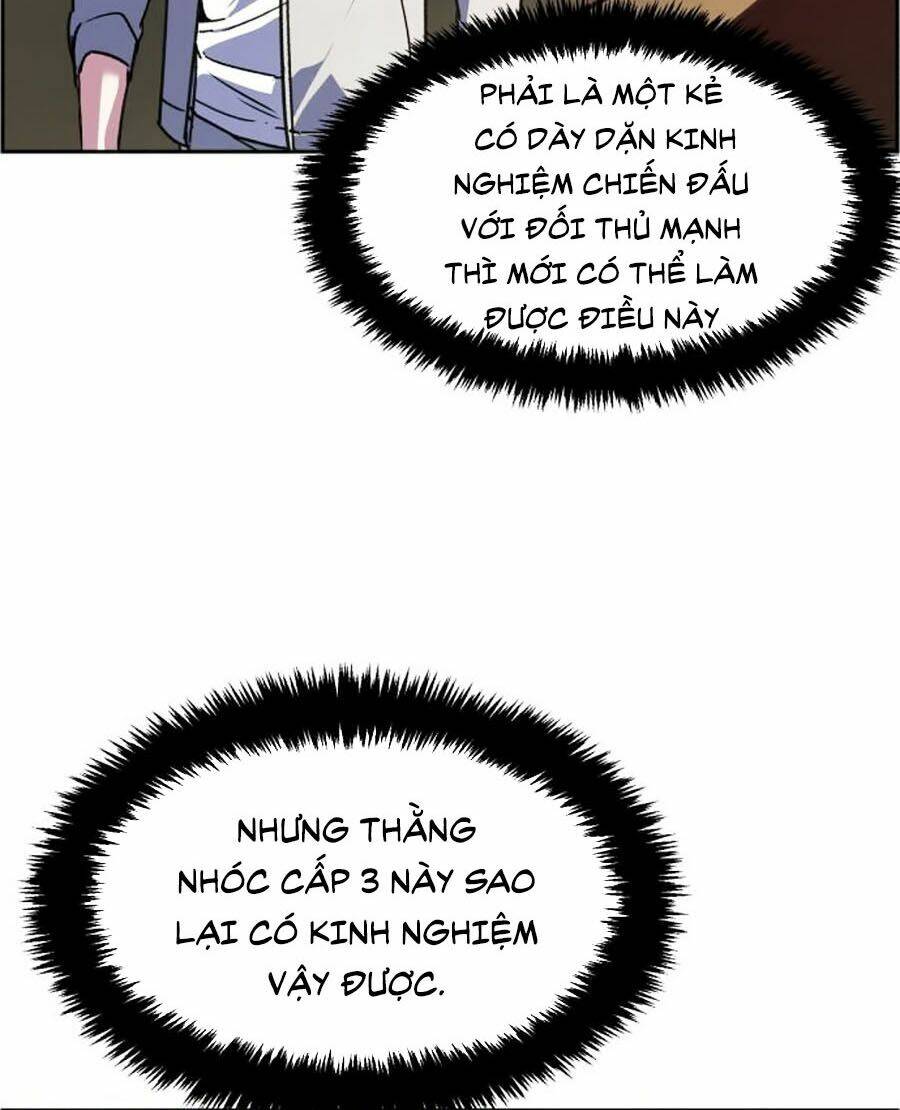 PHẢI LÀ MỘT KẺ
CÓ DÀY DẶN KINH
NGHIỆM CHIẾN ĐẤU
VỚI ĐỐI THỦ MẠNH
THÌ MỚI CÓ THỂ LÀM
ĐƯỢC ĐIỀU NÀY
NHƯNG THẰNG
NHÓC CẤP 3 NÀY SAO
LẠI CÓ KINH NGHIỆM
VẬY ĐƯỢC.